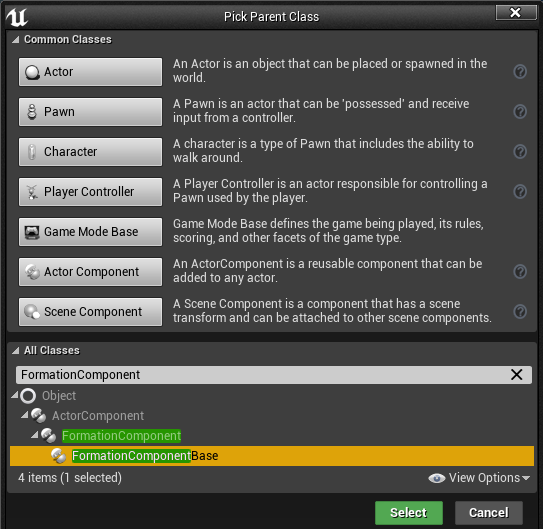 Pick Parent Class
Common Classes
Actor
An Actor is an object that can be placed or spawned in the
world.
Pawn
A Pawn is an actor that can be 'possessed' and receive
input from a controller.
Character
A character is a type of Pawn that includes the ability to
walk around.
Player Controller
A Player Controller is an actor responsible for controlling a
Pawn used by the player.
Game Mode Base
Game Mode Base defines the game being played, its rules,
scoring, and other facets of the game type.
Actor Component
An ActorComponent is a reusable component that can be
added to any actor.
Scene Component
A Scene Component is a component that has a scene
transform and can be attached to other scene components.
All Classes
FormationComponent
Object
ActorComponent
FormationComponent
FormationComponentBase
4 items (1 selected)
View Options
Select
Cancel